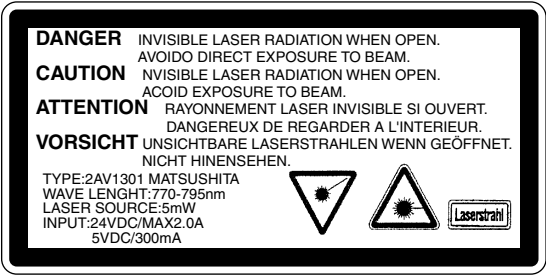 DANGER INVISIBLE LASER RADIATION WHEN OPEN.
AVOIDO DIRECT EXPOSURE TO BEAM.
CAUTION NVISIBLE LASER RADIATION WHEN OPEN.
ACOID EXPOSURE TO BEAM.
ATTENTION RAYONNEMENT LASER INVISIBLE SI OUVERT.
DANGEREUX DE REGARDER A L'INTERIEUR.
VORSICHT UNSICHTBARE LASERSTRAHLEN WENN GEÖFFNET.
NICHT HINENSEHEN.
TYPE:2AV1301 MATSUSHITA
WAVE LENGHT:770-795nm
LASER SOURCE:5mW
INPUT:24VDC/MAX2.0A
5VDC/300mA
Laserstrahl